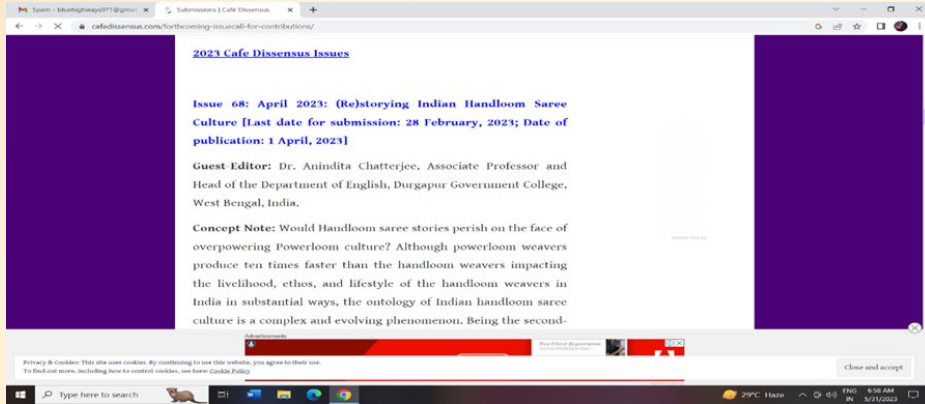 Spam - bluehighways071@gmai
Submissions | Café Dissensus
cafedissensus.com/forthcoming-issuecall-for-contributions/
2023 Cafe Dissensus Issues
Issue 68: April 2023: (Re)storying Indian Handloom Saree
Culture [Last date for submission: 28 February, 2023; Date of
publication: 1 April, 2023]
Guest-Editor: Dr. Anindita Chatterjee, Associate Professor and
Head of the Department of English, Durgapur Government College,
West Bengal, India.
Concept Note: Would Handloom saree stories perish on the face of
overpowering Powerloom culture? Although powerloom weavers
produce ten times faster than the handloom weavers impacting
the livelihood, ethos, and lifestyle of the handloom weavers in
India in substantial ways, the ontology of Indian handloom saree
culture is a complex and evolving phenomenon. Being the second-
Advertisements
Privacy & Cookies: This site uses cookies. By continuing to use this website, you agree to their use.
To find out more, including how to control cookies, see here: Cookie Policy
Close and accept
Type here to search
29°C Haze
ENG
IN
6:58 AM
5/31/2023